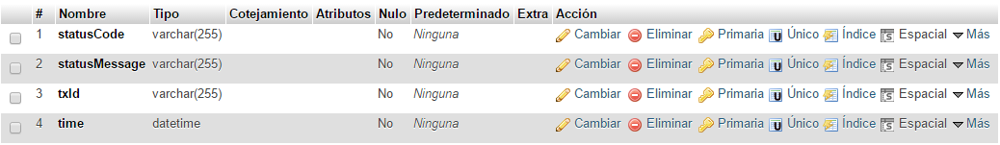 # Nombre Tipo Cotejamiento Atributos Nulo Predeterminado Extra Acción
1 statusCode varchar(255) No Ninguna Cambiar Eliminar Primaria Único Índice Espacial Más
2 statusMessage varchar(255) No Ninguna Cambiar Eliminar Primaria Único Índice Espacial Más
3 txId varchar(255) No Ninguna Cambiar Eliminar Primaria Único Índice Espacial Más
4 time datetime No Ninguna Cambiar Eliminar Primaria Único Índice Espacial Más